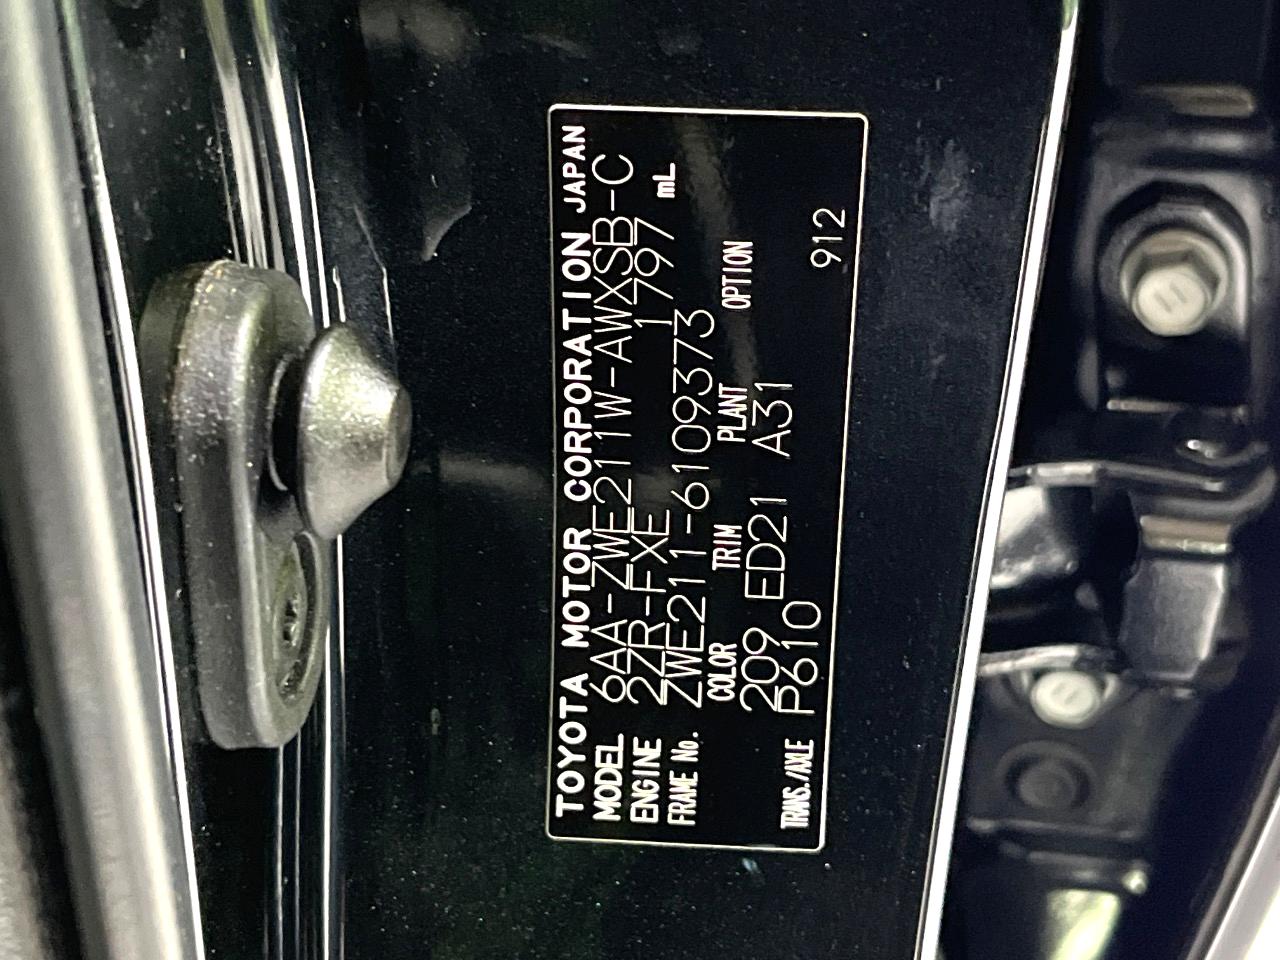 TOYOTA MOTOR CORPORATION JAPAN
MODEL 6AA-ZWE211W-AWXSB-C
ENGINE 2ZR-FXE 1797 mL
FRAME No. ZWE211-6109373
COLOR TRIM PLANT OPTION
209 ED21 A31
TRANS./AXLE P610 912